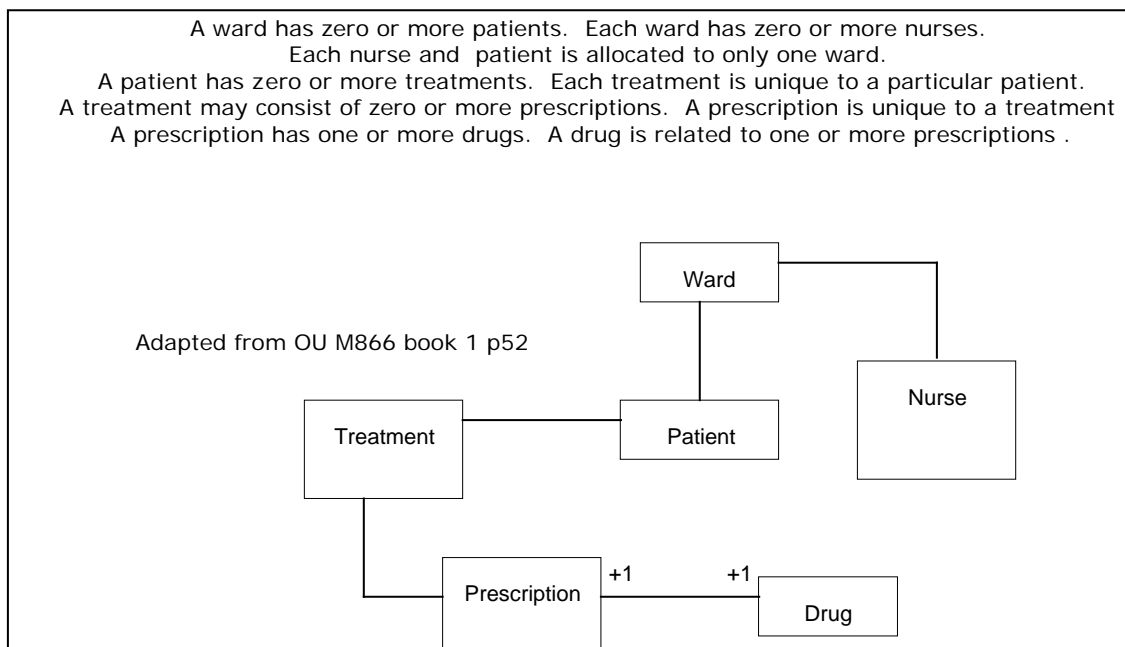 A ward has zero or more patients. Each ward has zero or more nurses.
Each nurse and patient is allocated to only one ward.
A patient has zero or more treatments. Each treatment is unique to a particular patient.
A treatment may consist of zero or more prescriptions. A prescription is unique to a treatment
A prescription has one or more drugs. A drug is related to one or more prescriptions .
Ward
Adapted from OU M866 book 1 p52
Nurse
Treatment
Patient
+1
+1
Prescription
Drug